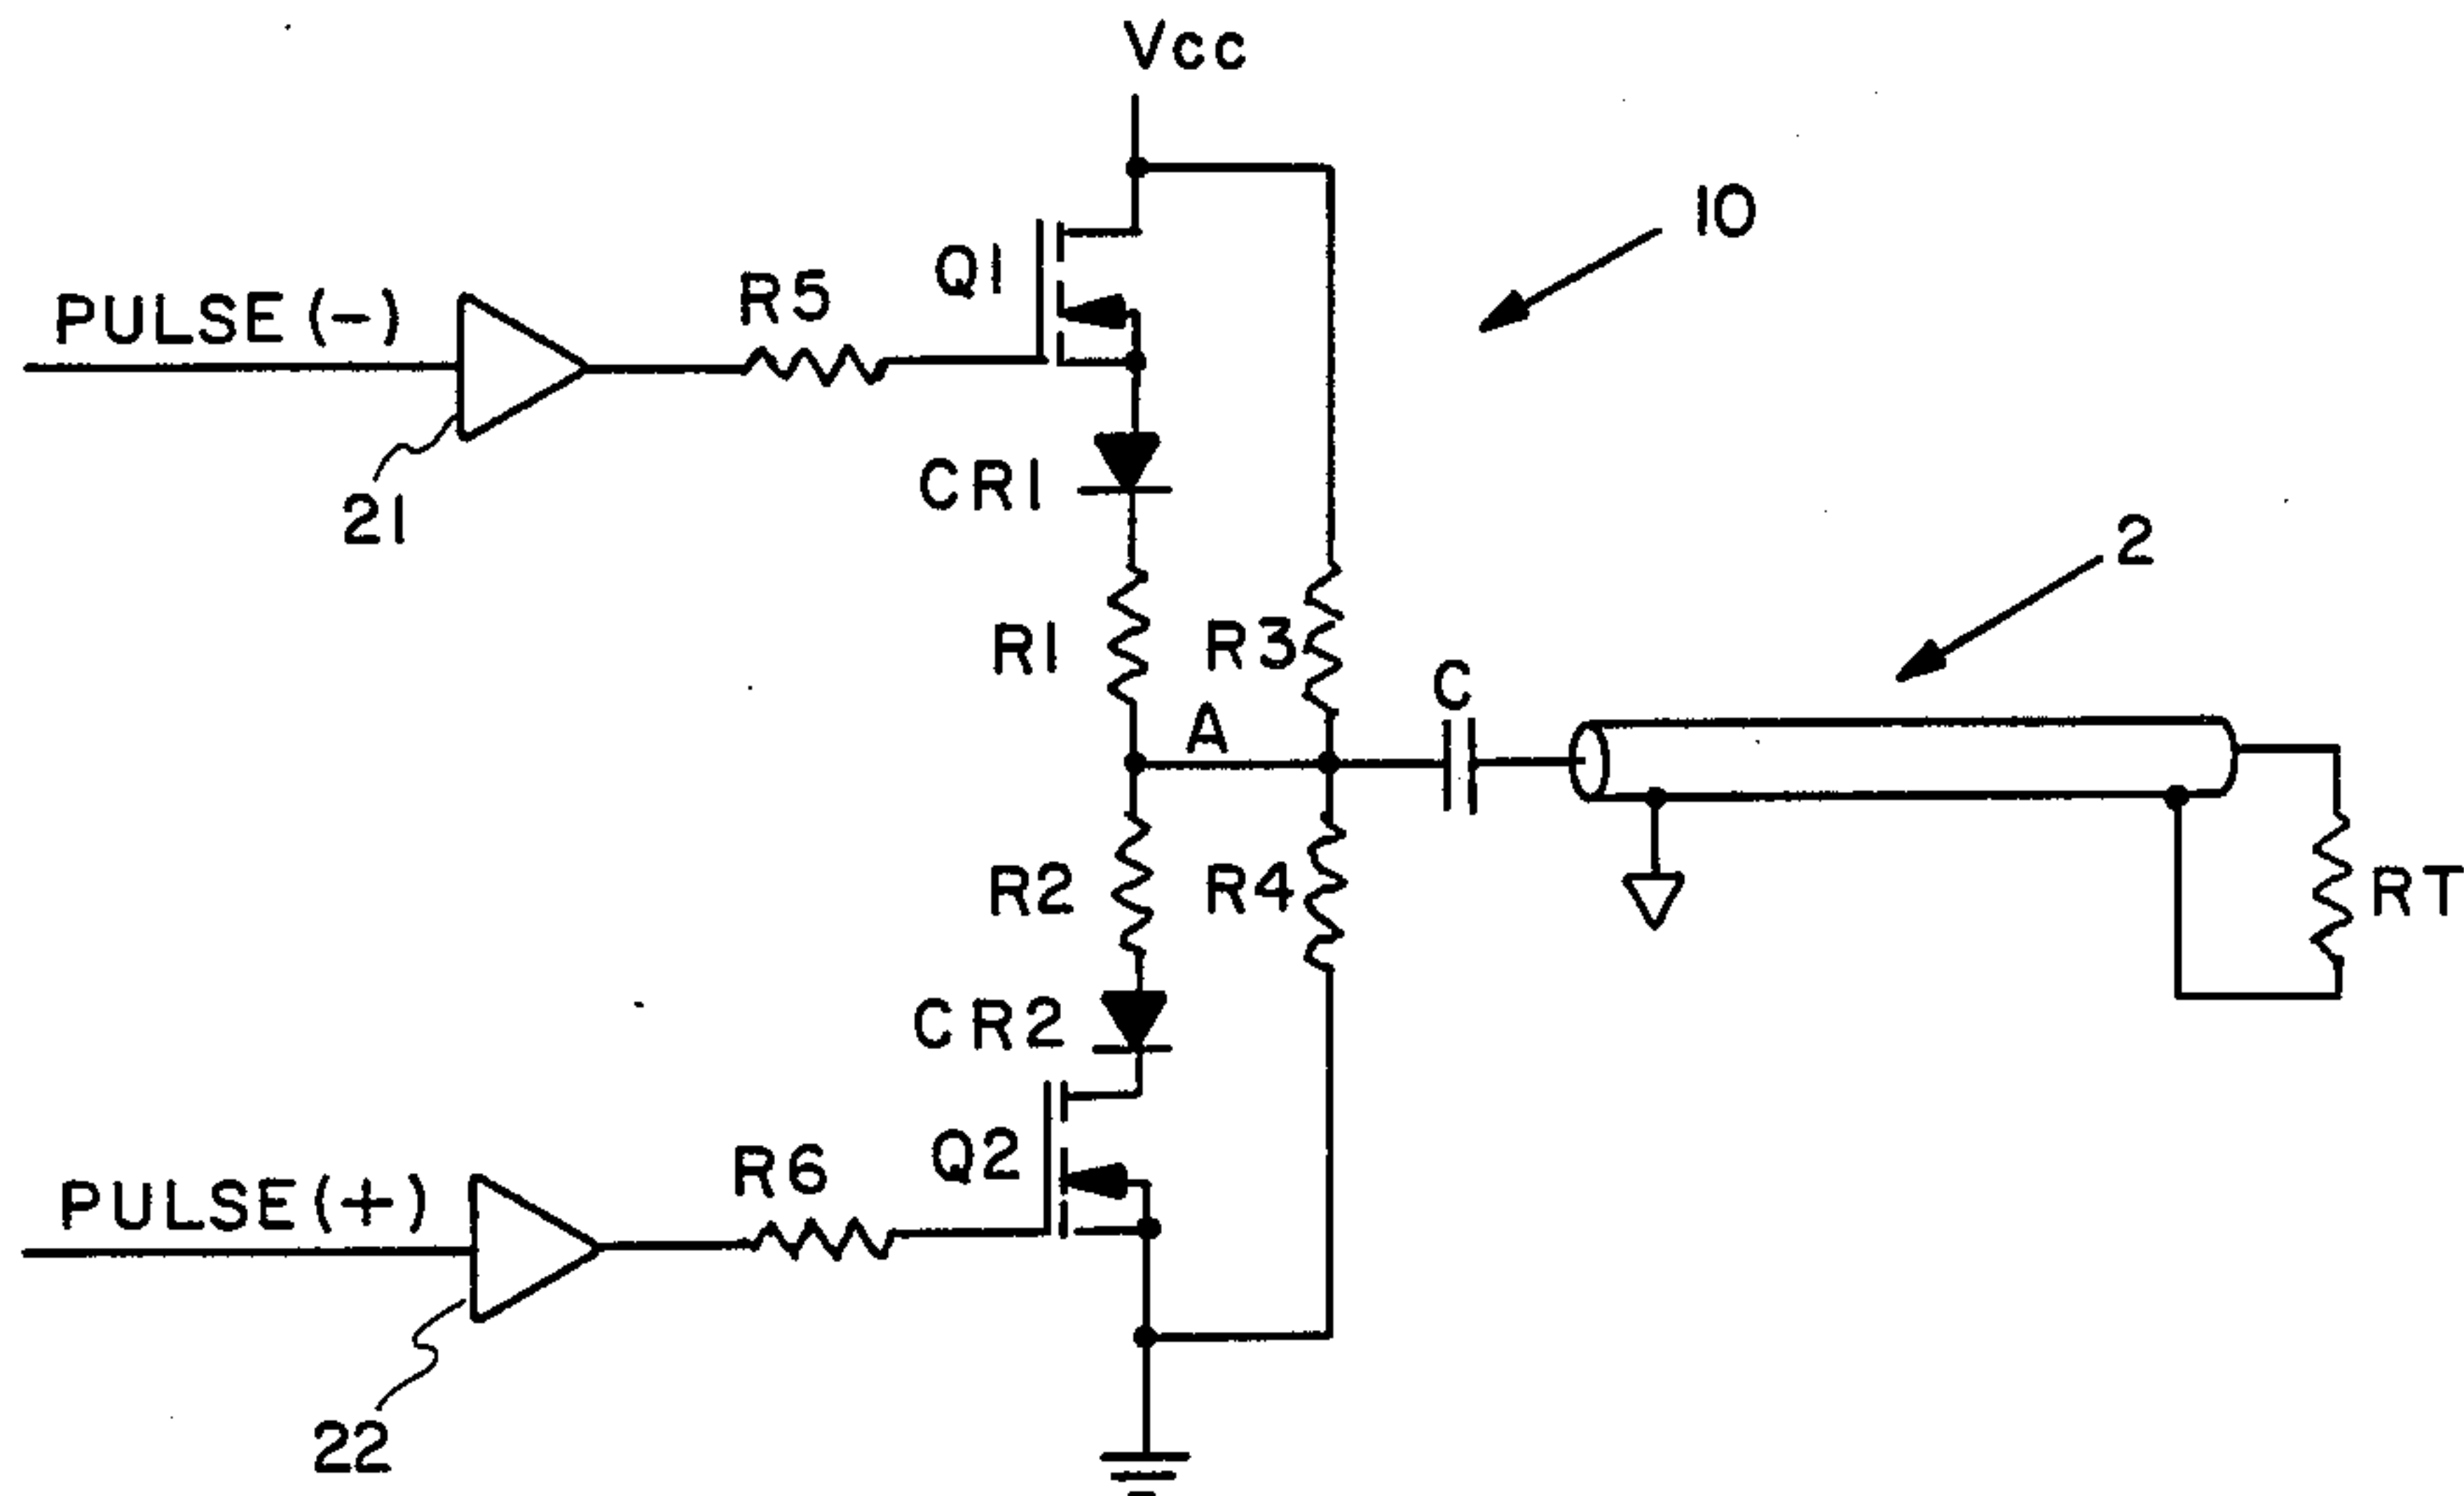 Vcc
10
Q1
R5
PULSE(-)
CR1
21
2
R1
R3
C
A
R2
R4
RT
CR2
Q2
R6
PULSE(+)
22